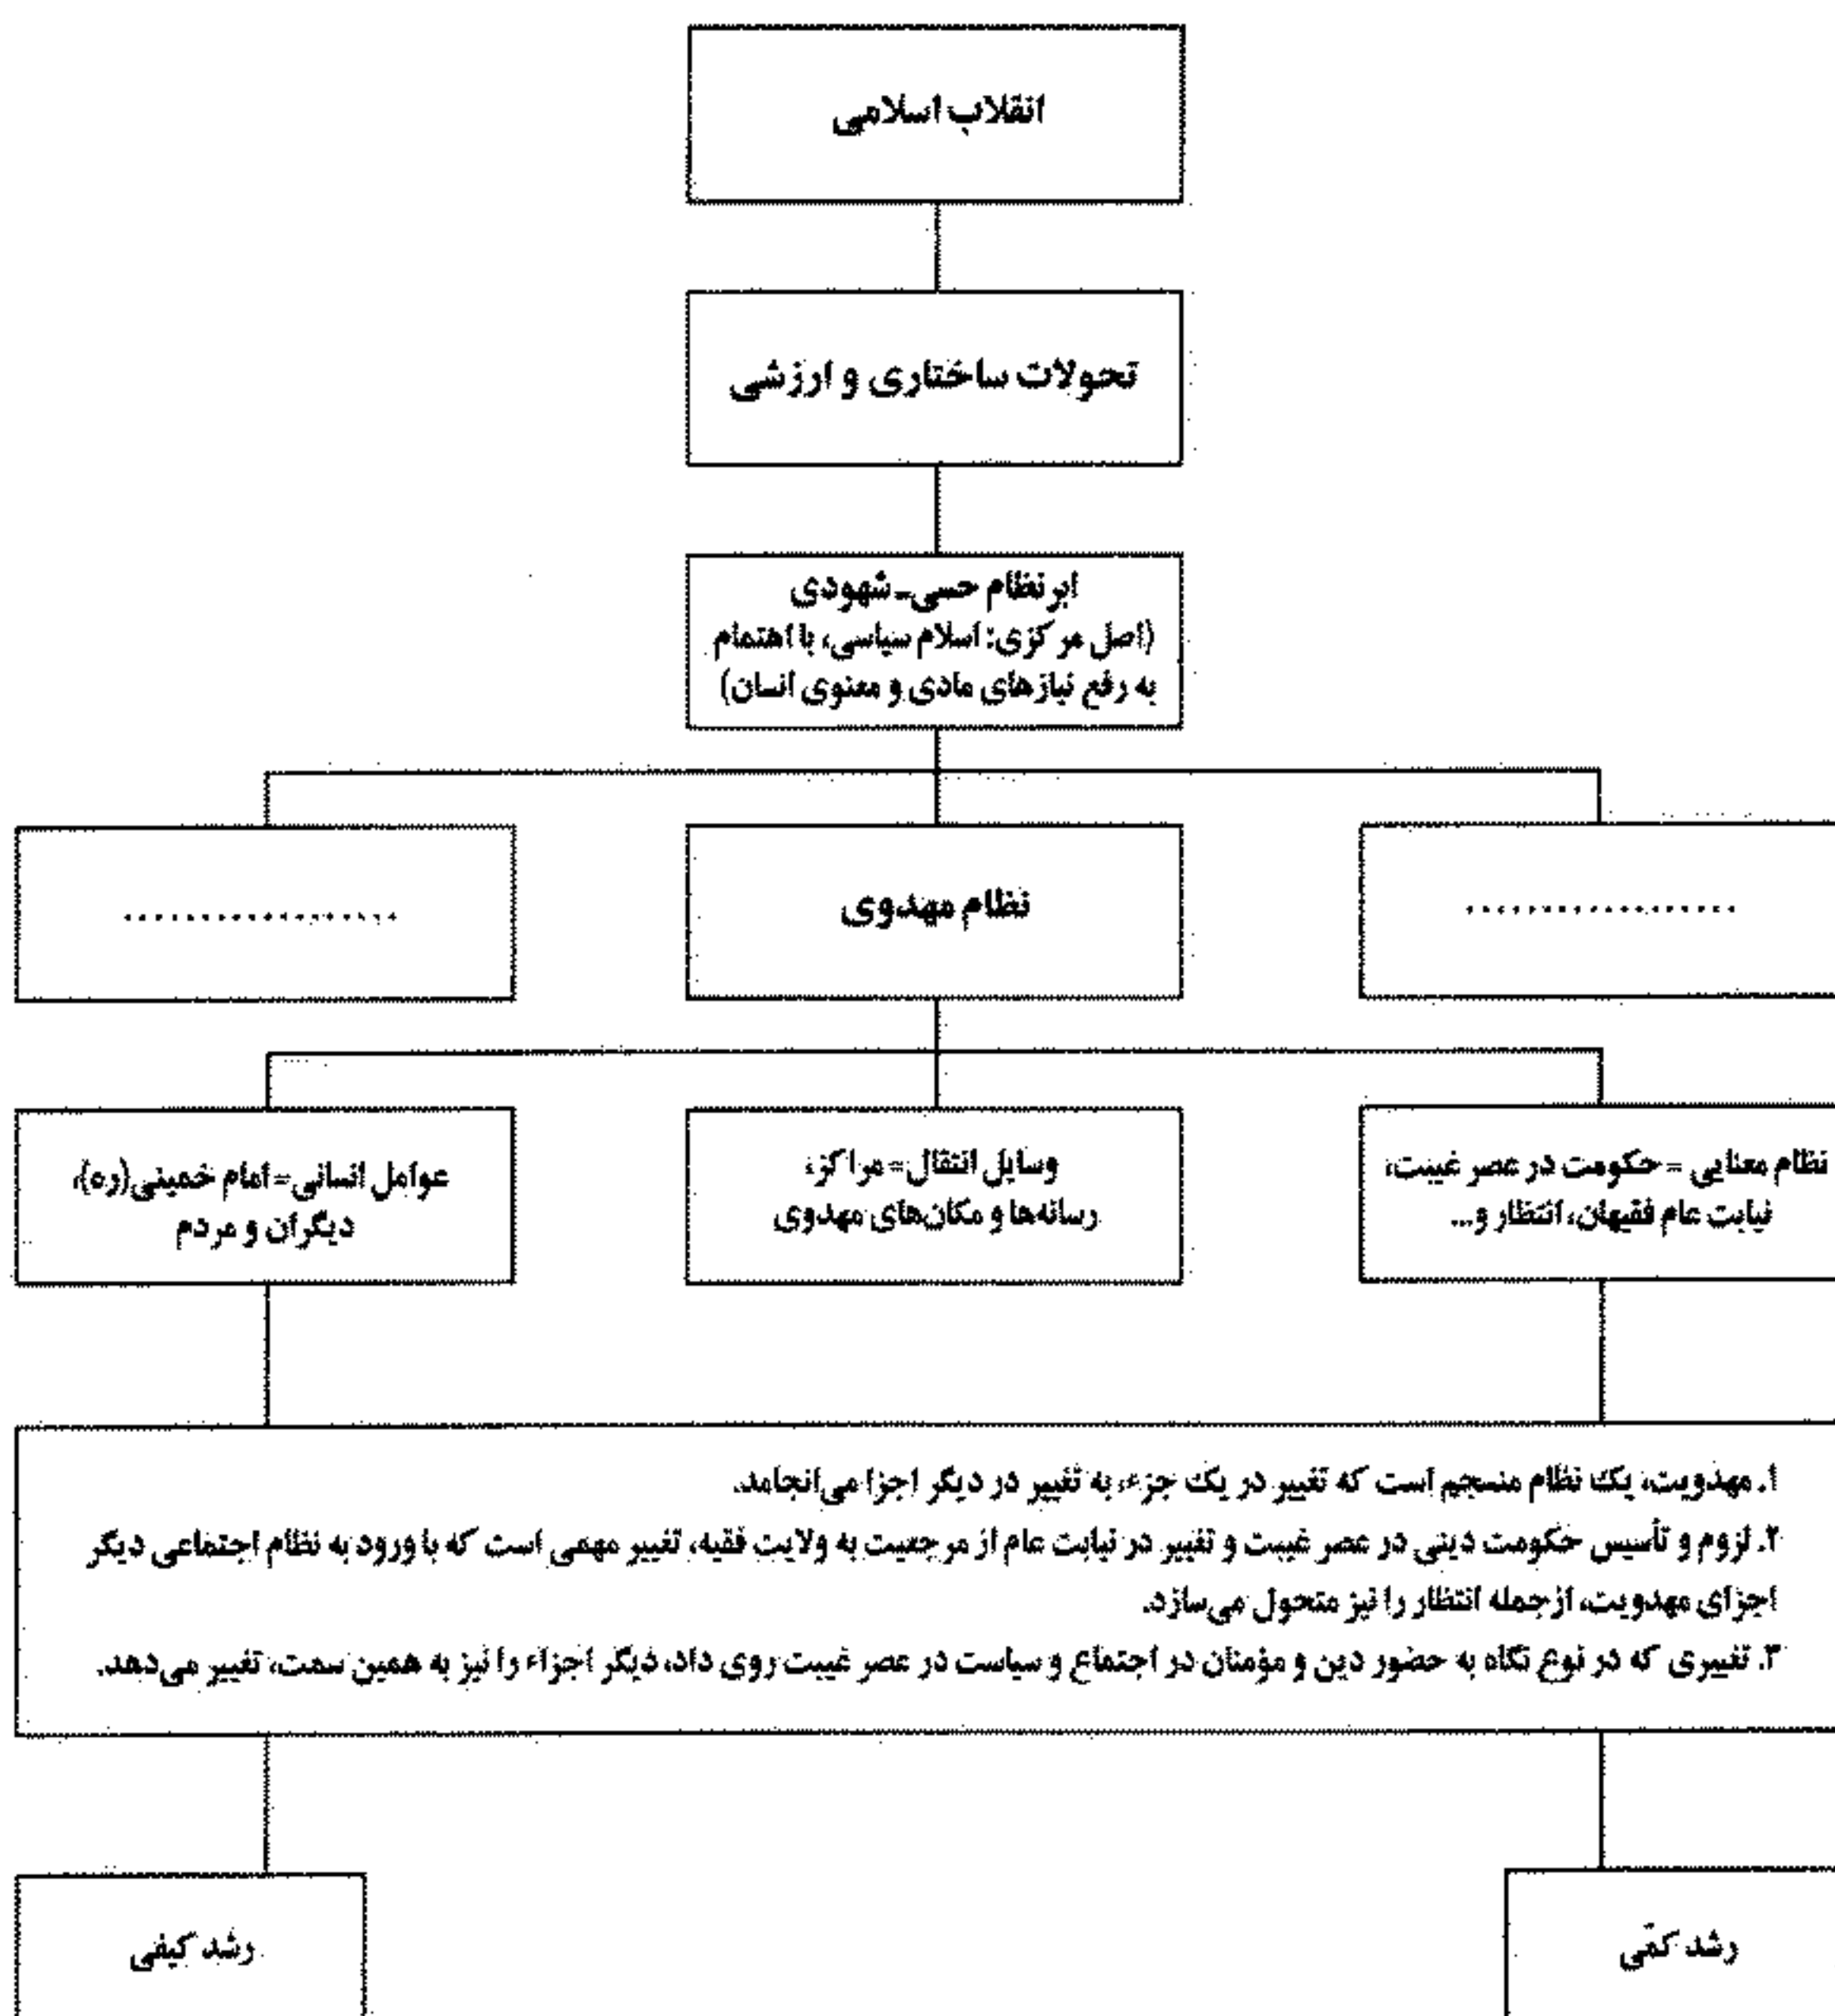 انقلاب اسلامی
تحولات ساختاری و ارزشی
ابر نظام حسی-شهودی
(اصل مرکزی: اسلام سیاسی، با اهتمام
به رفع نیازهای مادی و معنوی انسان)
..................
نظام مهدوی
..................
نظام معنایی = حکومت در عصر غیبت،
نیابت عام فقیهان، انتظار و...
وسایل انتقال= مراکز،
رسانه‌ها و مکان‌های مهدوی
عوامل انسانی= امام خمینی(ره)،
دیگران و مردم
۱. مهدویت، یک نظام منسجم است که تغییر در یک جزء، به تغییر در دیگر اجزا می‌انجامد.
۲. لزوم و تأسیس حکومت دینی در عصر غیبت و تغییر در نیابت عام از مرجعیت به ولایت فقیه، تغییر مهمی است که با ورود به نظام اجتماعی دیگر
اجزای مهدویت، ازجمله انتظار را نیز متحول می‌سازد.
۳. تغییری که در نوع نگاه به حضور دین و مؤمنان در اجتماع و سیاست در عصر غیبت روی داد، دیگر اجزاء را نیز به همین سمت، تغییر می‌دهد.
رشد کمّی
رشد کیفی